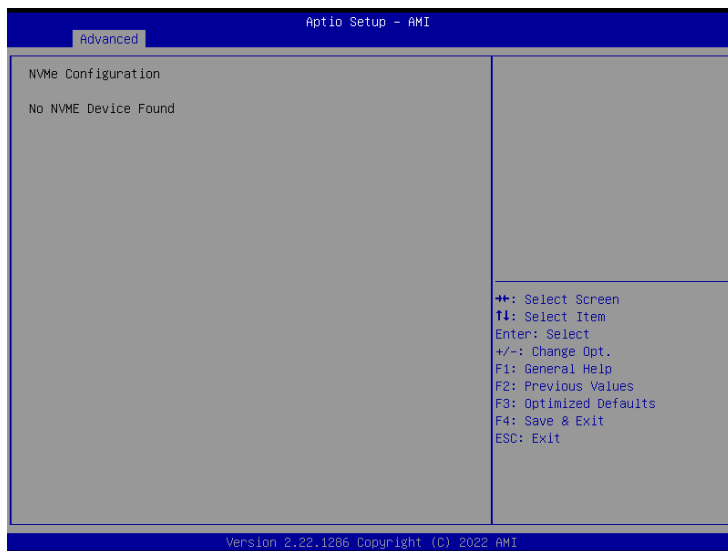 Aptio Setup - AMI
Advanced
NVMe Configuration
No NVME Device Found
→←: Select Screen
↑↓: Select Item
Enter: Select
+/-: Change Opt.
F1: General Help
F2: Previous Values
F3: Optimized Defaults
F4: Save & Exit
ESC: Exit
Version 2.22.1286 Copyright (C) 2022 AMI